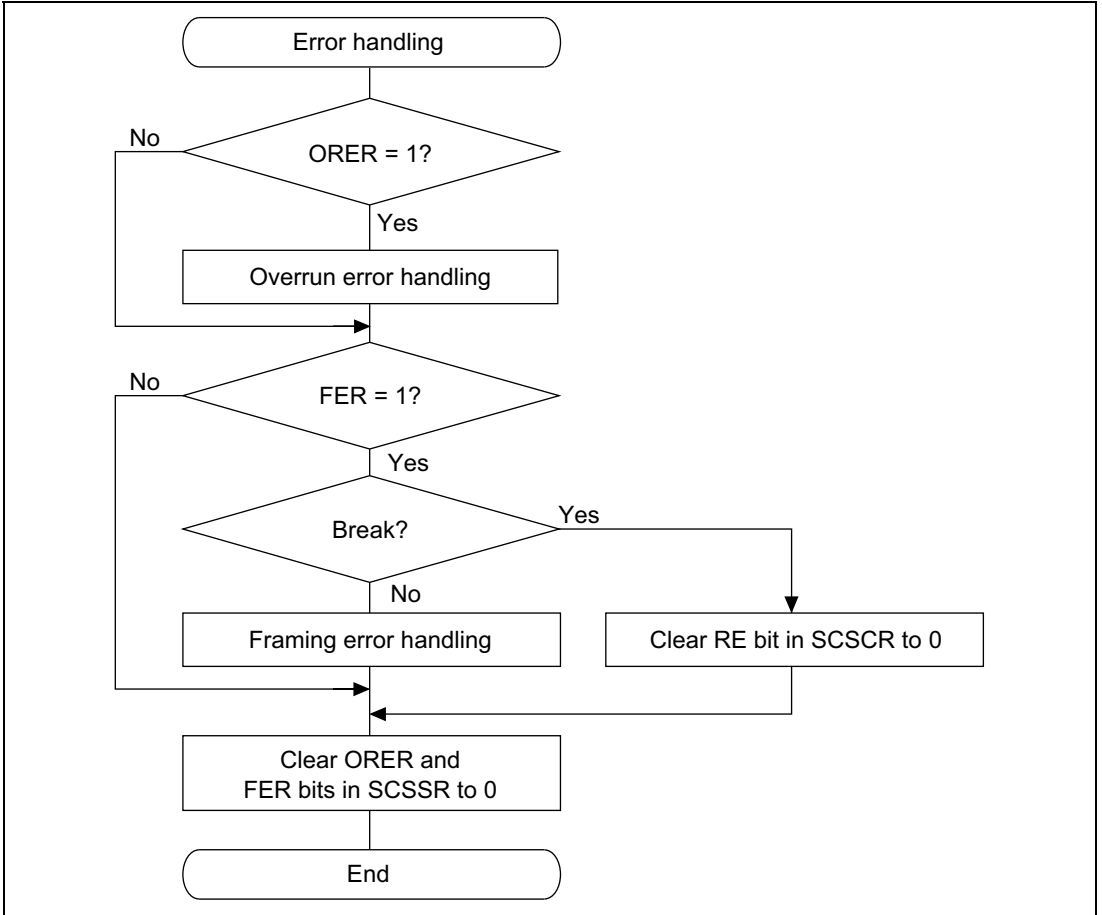 Error handling
No
ORER = 1?
Yes
Overrun error handling
No
FER = 1?
Yes
Break?
Yes
No
Framing error handling
Clear RE bit in SCSCR to 0
Clear ORER and
FER bits in SCSSR to 0
End